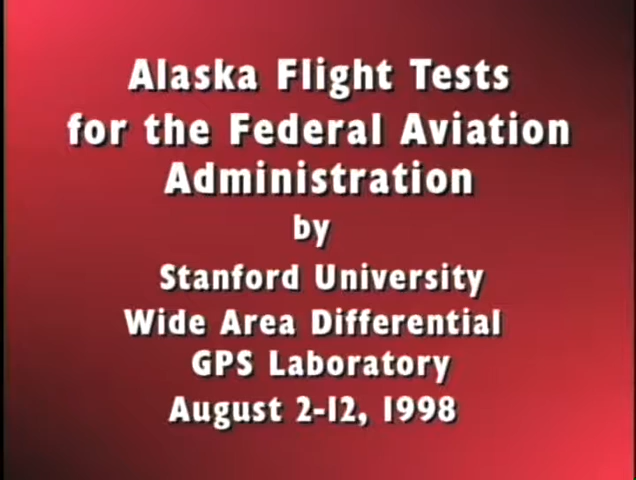 Alaska Flight Tests
for the Federal Aviation
Administration
by
Stanford University
Wide Area Differential
GPS Laboratory
August 2-12, 1998